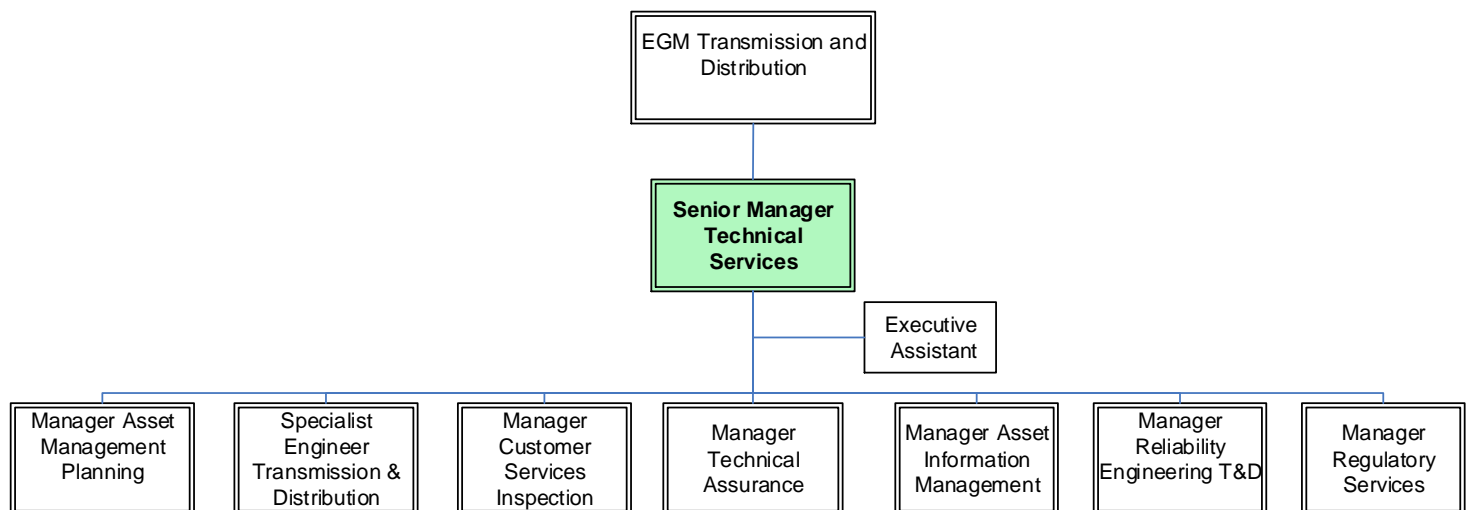 EGM Transmission and
Distribution
Senior Manager
Technical
Services
Executive
Assistant
Manager Asset
Management
Planning
Specialist
Engineer
Transmission &
Distribution
Manager
Customer
Services
Inspection
Manager
Technical
Assurance
Manager Asset
Information
Management
Manager
Reliability
Engineering T&D
Manager
Regulatory
Services